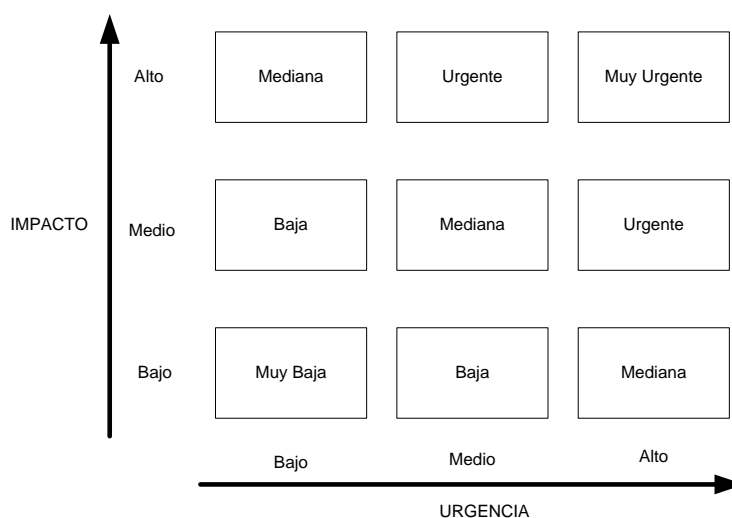 Alto Mediana Urgente Muy Urgente
IMPACTO Medio Baja Mediana Urgente
Bajo Muy Baja Baja Mediana
Bajo Medio Alto
URGENCIA